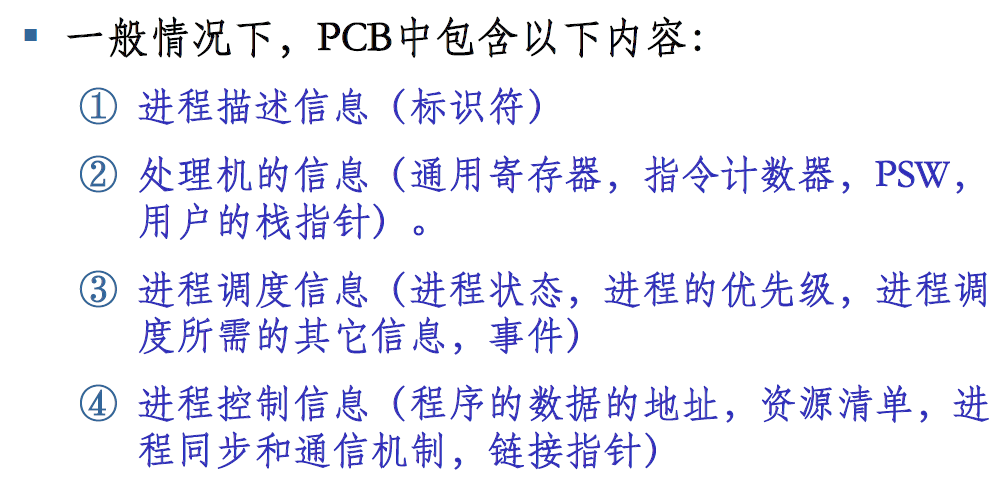 ▪ 一般情况下，PCB中包含以下内容：
① 进程描述信息（标识符）
② 处理机的信息（通用寄存器，指令计数器，PSW，
用户的栈指针）。
③ 进程调度信息（进程状态，进程的优先级，进程调
度所需的其它信息，事件）
④ 进程控制信息（程序的数据的地址，资源清单，进
程同步和通信机制，链接指针）